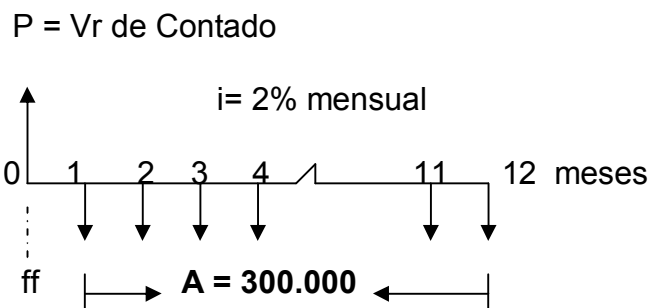 P = Vr de Contado
i= 2% mensual
0 1 2 3 4 11 12 meses
ff A = 300.000